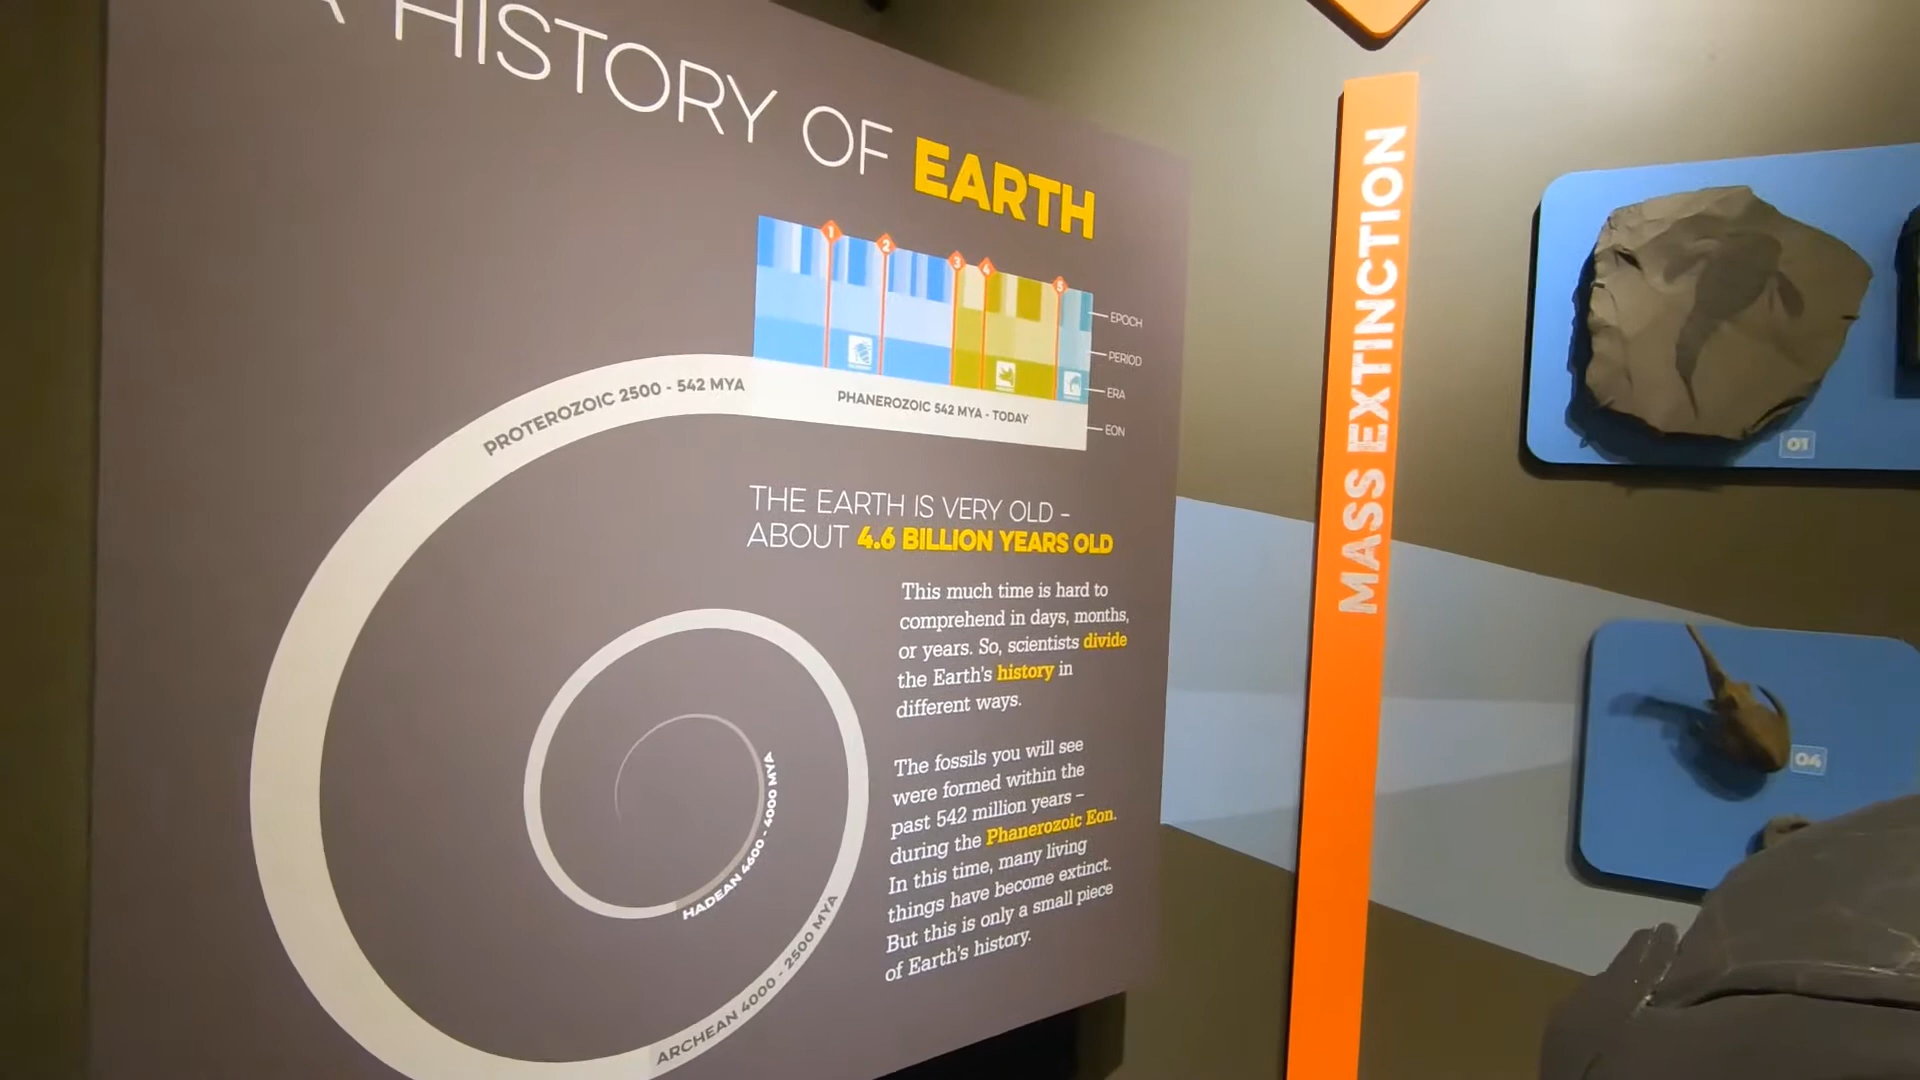 HISTORY OF EARTH
1
2
3
4
5
EPOCH
PERIOD
ERA
EON
PROTEROZOIC 2500 - 542 MYA
PHANEROZOIC 542 MYA - TODAY
THE EARTH IS VERY OLD –
ABOUT 4.6 BILLION YEARS OLD
This much time is hard to
comprehend in days, months,
or years. So, scientists divide
the Earth's history in
different ways.
The fossils you will see
were formed within the
past 542 million years –
during the Phanerozoic Eon.
In this time, many living
things have become extinct.
But this is only a small piece
of Earth's history.
HADEAN 4600 - 4000 MYA
ARCHEAN 4000 - 2500 MYA
MASS EXTINCTION
01
04